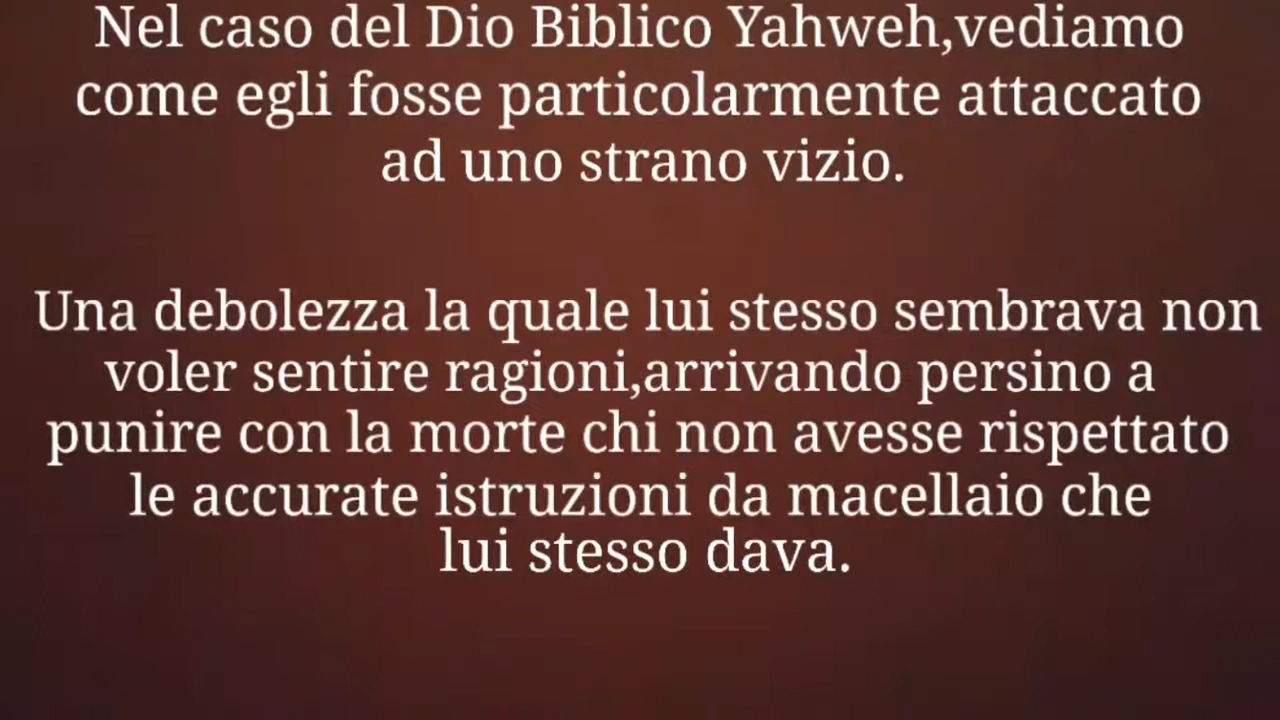 Nel caso del Dio Biblico Yahweh,vediamo
come egli fosse particolarmente attaccato
ad uno strano vizio.
Una debolezza la quale lui stesso sembrava non
voler sentire ragioni,arrivando persino a
punire con la morte chi non avesse rispettato
le accurate istruzioni da macellaio che
lui stesso dava.